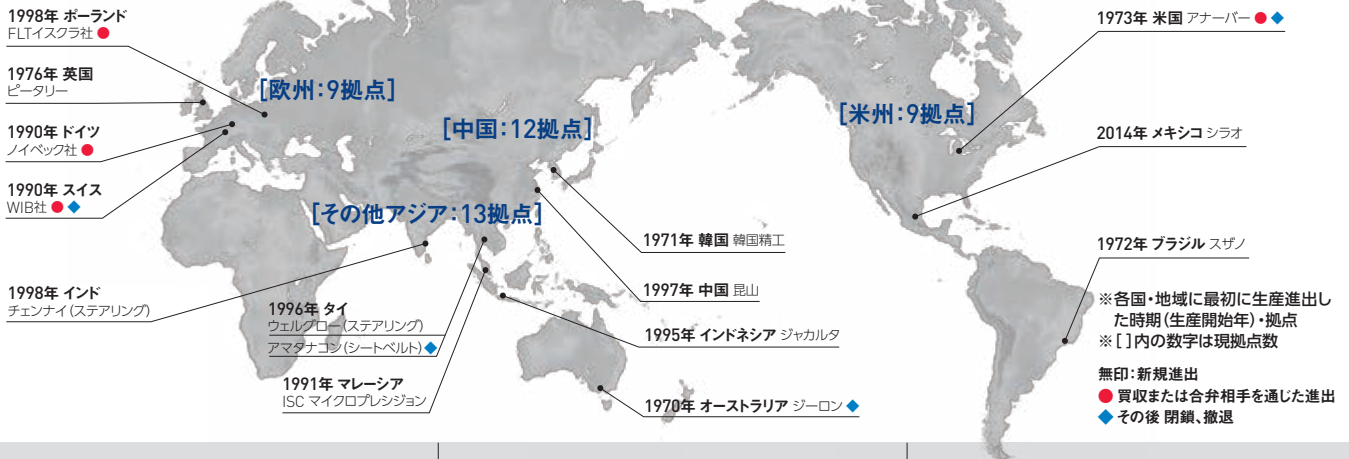 1998年 ポーランド
FLTイスクラ社 ●
1976年 英国
ピータリー
1990年 ドイツ
ノイベック社 ●
1990年 スイス
WIB社 ● ◆
1998年 インド
チェンナイ(ステアリング)
[欧州:9拠点]
[中国:12拠点]
[その他アジア:13拠点]
1996年 タイ
ウェルグロー(ステアリング)
アマタナコン(シートベルト) ◆
1991年 マレーシア
ISC マイクロプレシジョン
1971年 韓国 韓国精工
1997年 中国 昆山
1995年 インドネシア ジャカルタ
1970年 オーストラリア ジーロン ◆
[米州:9拠点]
1973年 米国 アナーバー ● ◆
2014年 メキシコ シラオ
1972年 ブラジル スザノ
※各国・地域に最初に生産進出し
た時期(生産開始年)・拠点
※[ ]内の数字は現拠点数
無印:新規進出
● 買収または合弁相手を通じた進出
◆ その後 閉鎖、撤退